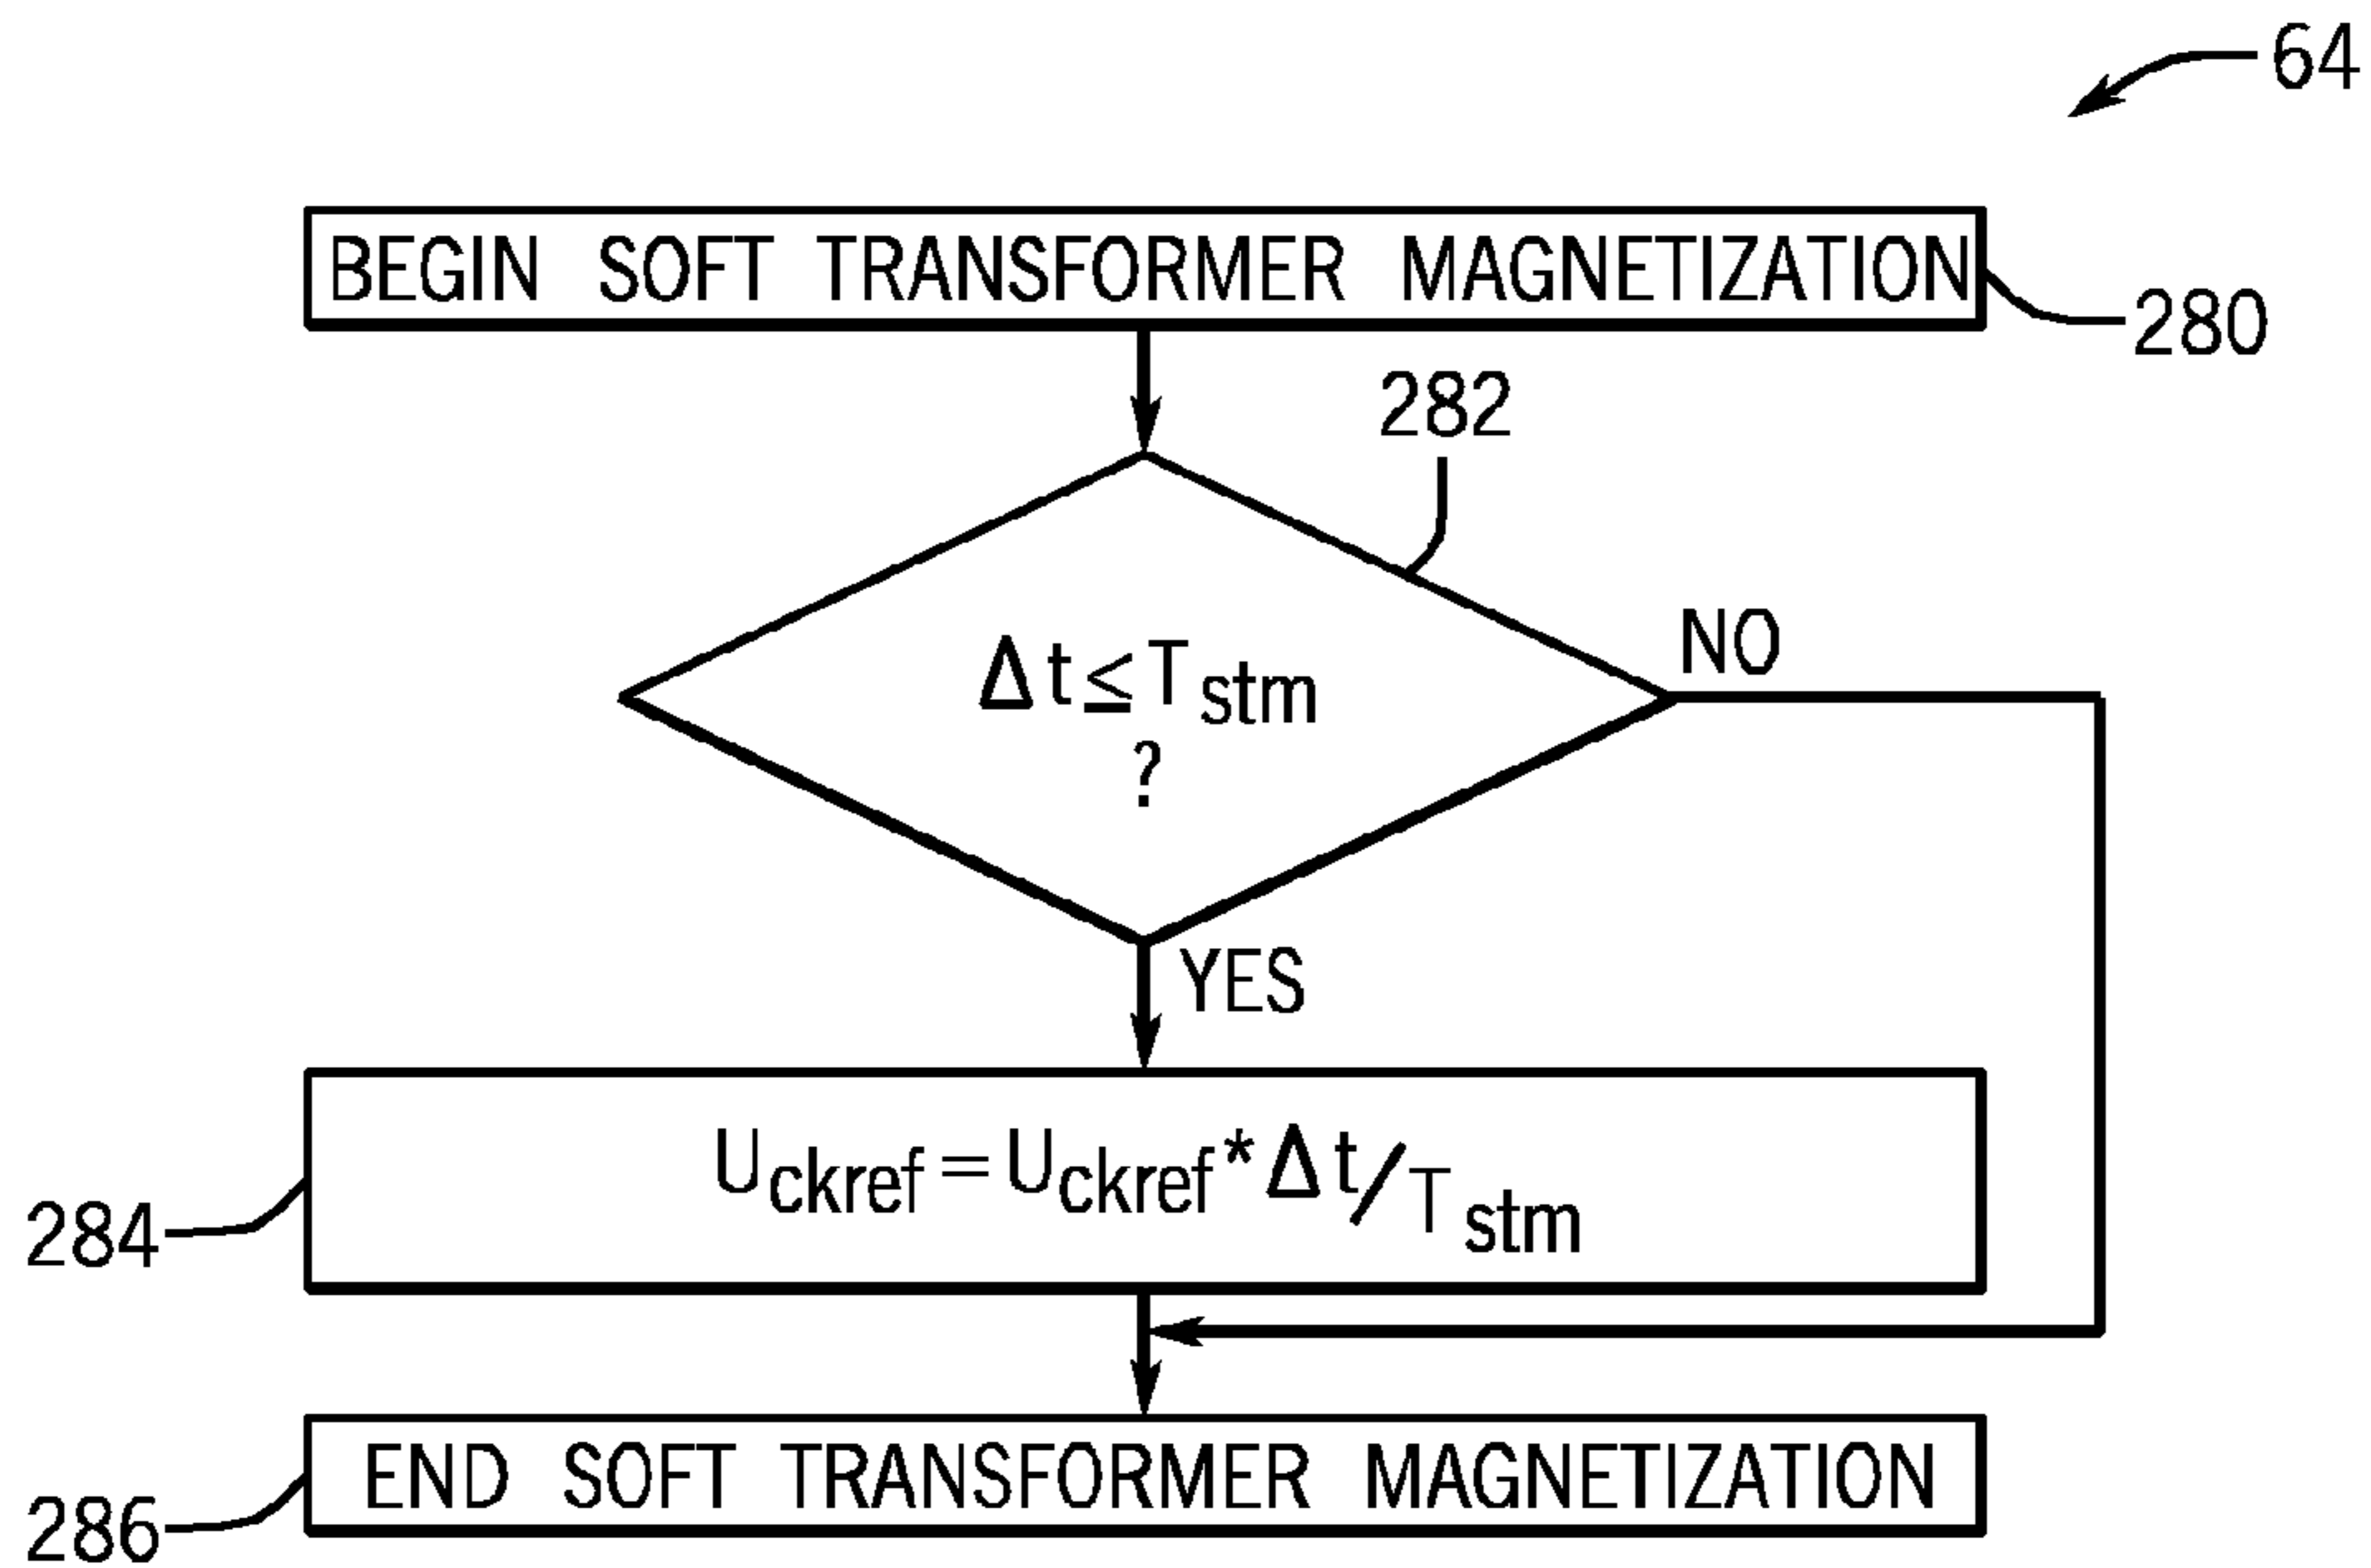 64
BEGIN SOFT TRANSFORMER MAGNETIZATION
280
282
Δt≤Tstm
?
NO
YES
Uckref=Uckref*Δt/Tstm
284
END SOFT TRANSFORMER MAGNETIZATION
286